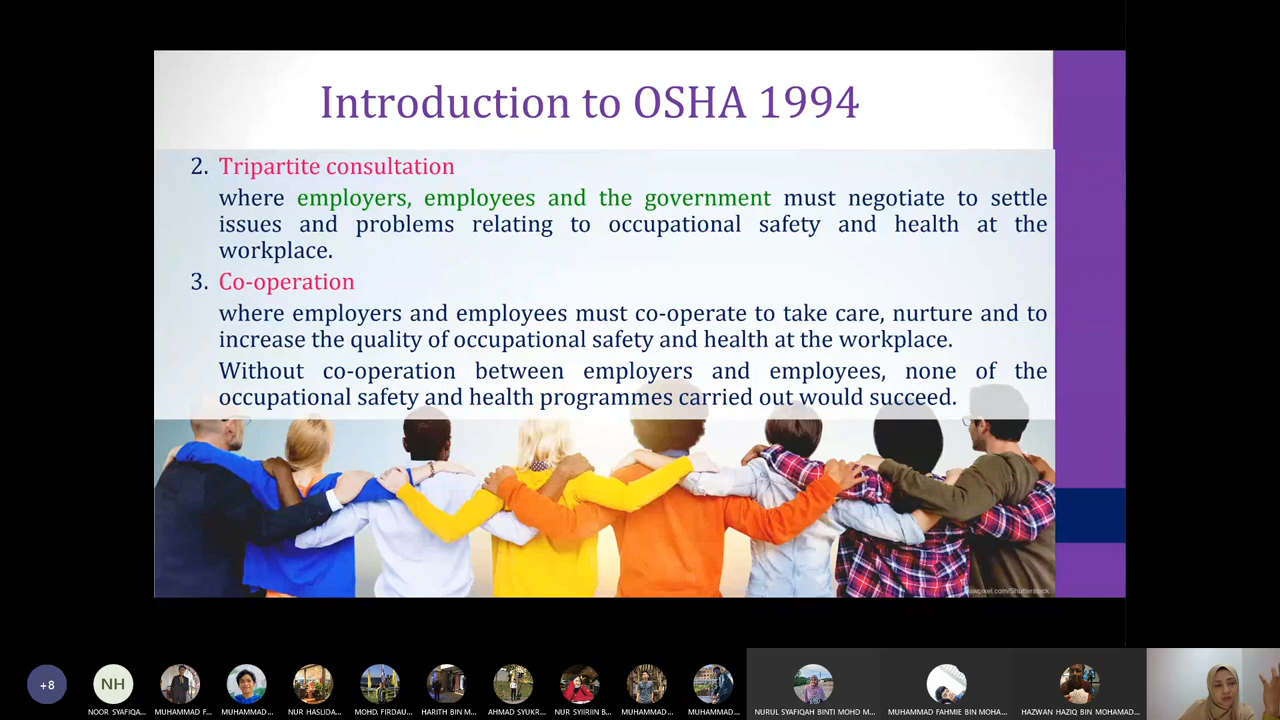 Introduction to OSHA 1994
2. Tripartite consultation
where employers, employees and the government must negotiate to settle
issues and problems relating to occupational safety and health at the
workplace.
3. Co-operation
where employers and employees must co-operate to take care, nurture and to
increase the quality of occupational safety and health at the workplace.
Without co-operation between employers and employees, none of the
occupational safety and health programmes carried out would succeed.
rawpixel.com/Shutterstock
+8
NH
NOOR SYAFIQA...
MUHAMMAD F...
MUHAMMAD...
NUR HASLIDA...
MOHD. FIRDAU...
HARITH BIN M...
AHMAD SYUKR...
NUR SYIIRIN B...
MUHAMMAD...
MUHAMMAD...
NURUL SYAFIQAH BINTI MOHD M...
MUHAMMAD FAHMIE BIN MOHA...
HAZWAN HAZIQ BIN MOHAMAD...